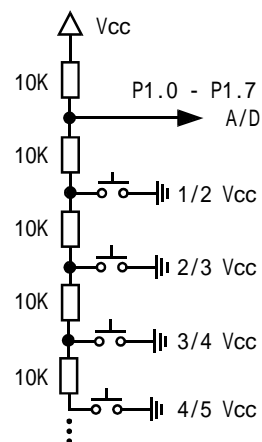 Vcc
10K
P1.0 - P1.7
A/D
10K
1/2 Vcc
10K
2/3 Vcc
10K
3/4 Vcc
10K
4/5 Vcc